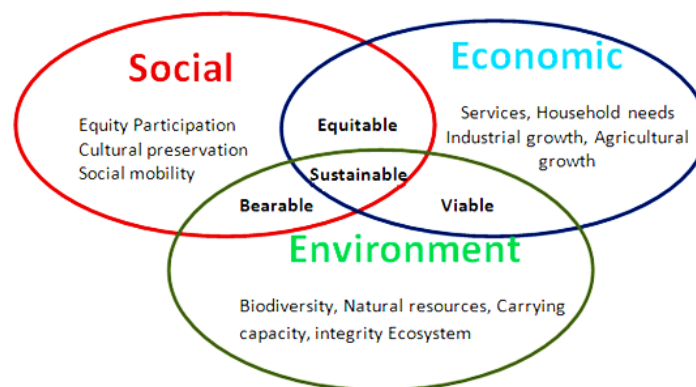 Social
Economic
Equity Participation
Cultural preservation
Social mobility
Equitable
Services, Household needs
Industrial growth, Agricultural
growth
Sustainable
Bearable
Viable
Environment
Biodiversity, Natural resources, Carrying
capacity, integrity Ecosystem